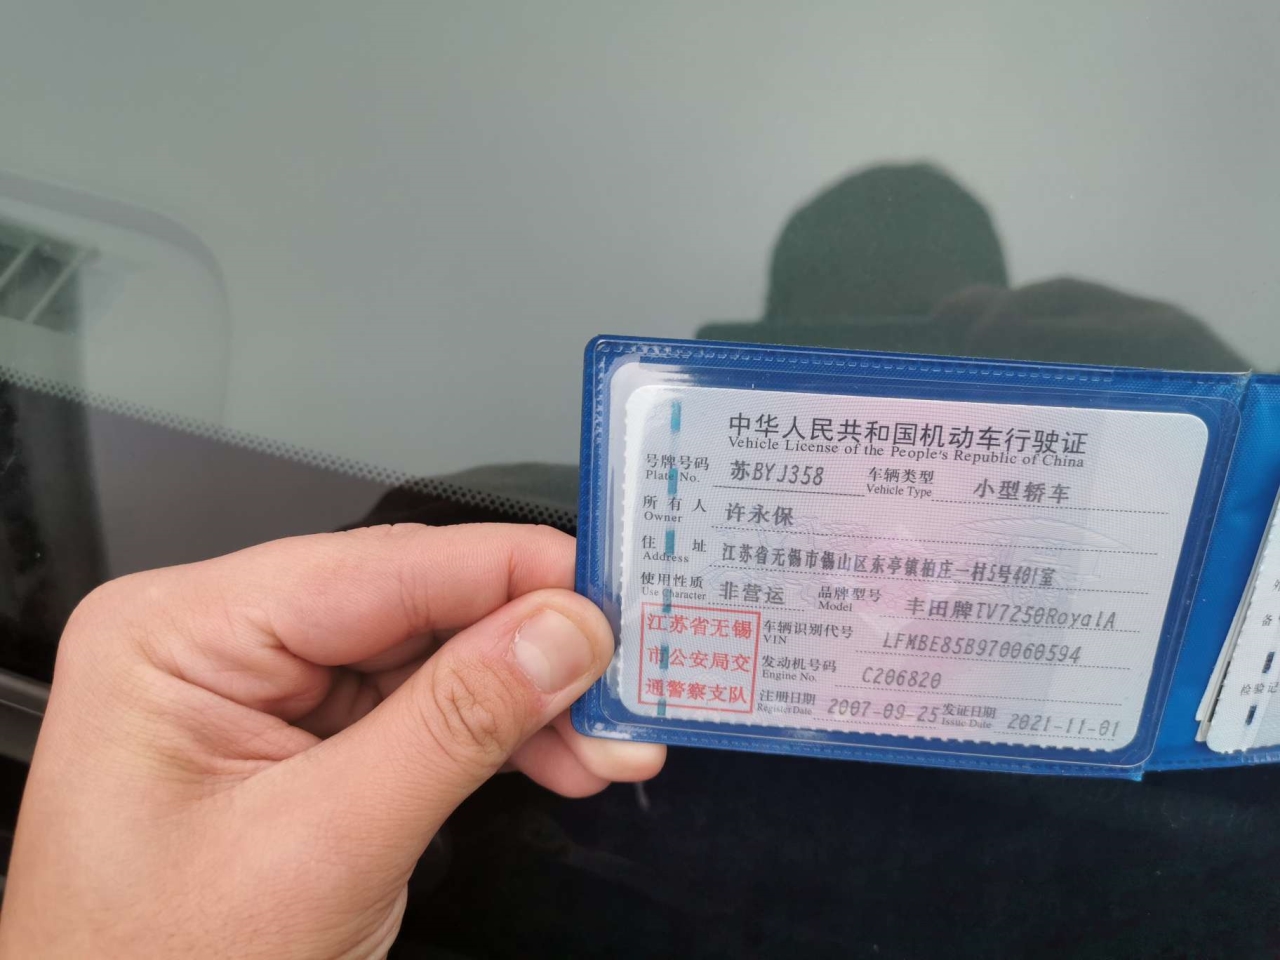 中华人民共和国机动车行驶证
Vehicle License of the People's Republic of China
号牌号码 苏BYJ358 车辆类型 小型轿车
Plate No. Vehicle Type
所有人 许永保
Owner
住址 江苏省无锡市锡山区东亭镇柏庄一村5号401室
Address
使用性质 非营运 品牌型号 丰田牌TV7250RoyalA
Use Character Model
江苏省无锡
市公安局交
通警察支队
车辆识别代号 LFMBE85B970060594
VIN
发动机号码 C206820
Engine No.
注册日期 2007-09-25 发证日期 2021-11-01
Register Date Issue Date
备
检验记